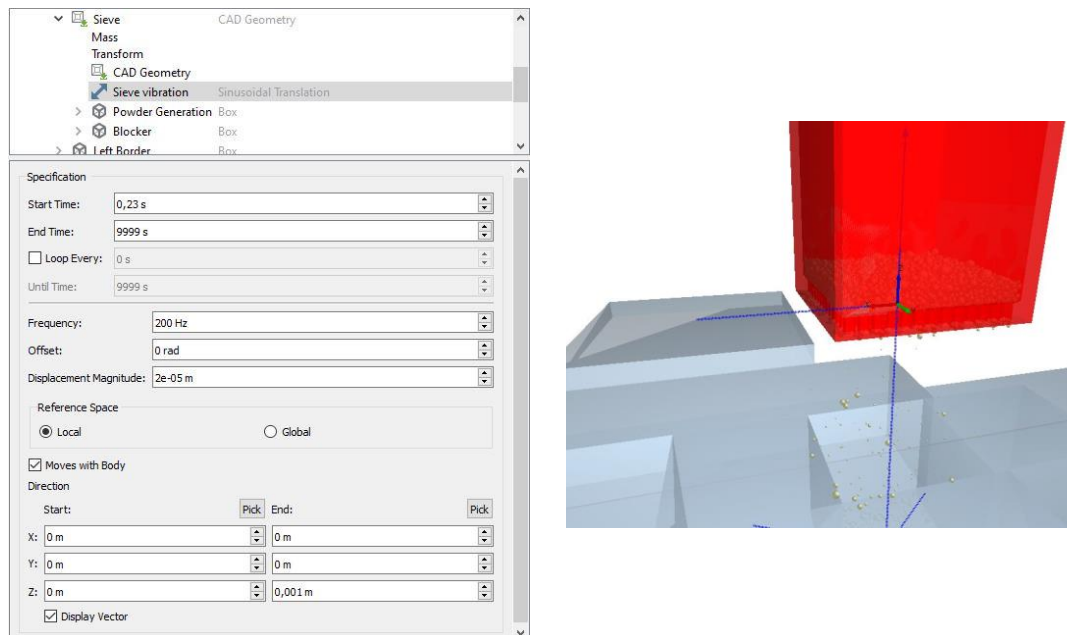 Sieve CAD Geometry
Mass
Transform
CAD Geometry
Sieve vibration Sinusoidal Translation
Powder Generation Box
Blocker Box
Left Border Box
Specification
Start Time: 0,23 s
End Time: 9999 s
Loop Every: 0 s
Until Time: 9999 s
Frequency: 200 Hz
Offset: 0 rad
Displacement Magnitude: 2e-05 m
Reference Space
Local Global
Moves with Body
Direction
Start: Pick End: Pick
X: 0 m 0 m
Y: 0 m 0 m
Z: 0 m 0,001 m
Display Vector